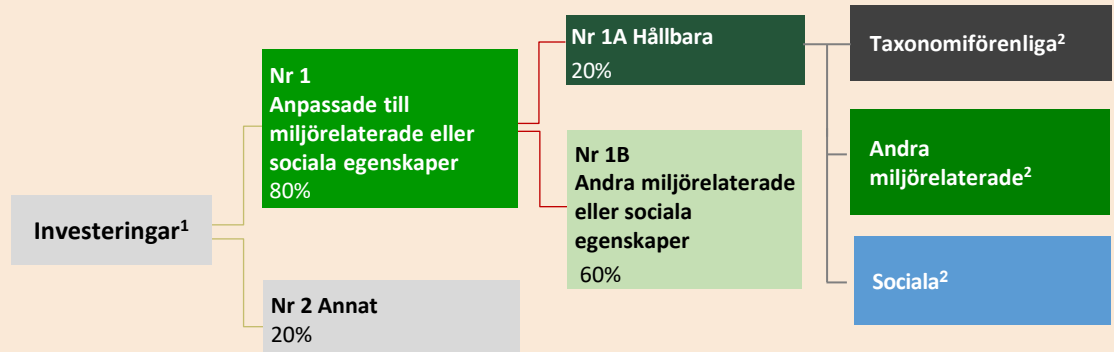 Investeringar¹
Nr 1
Anpassade till
miljörelaterade eller
sociala egenskaper
80%
Nr 2 Annat
20%
Nr 1A Hållbara
20%
Nr 1B
Andra miljörelaterade
eller sociala
egenskaper
60%
Taxonomiförenliga²
Andra
miljörelaterade²
Sociala²